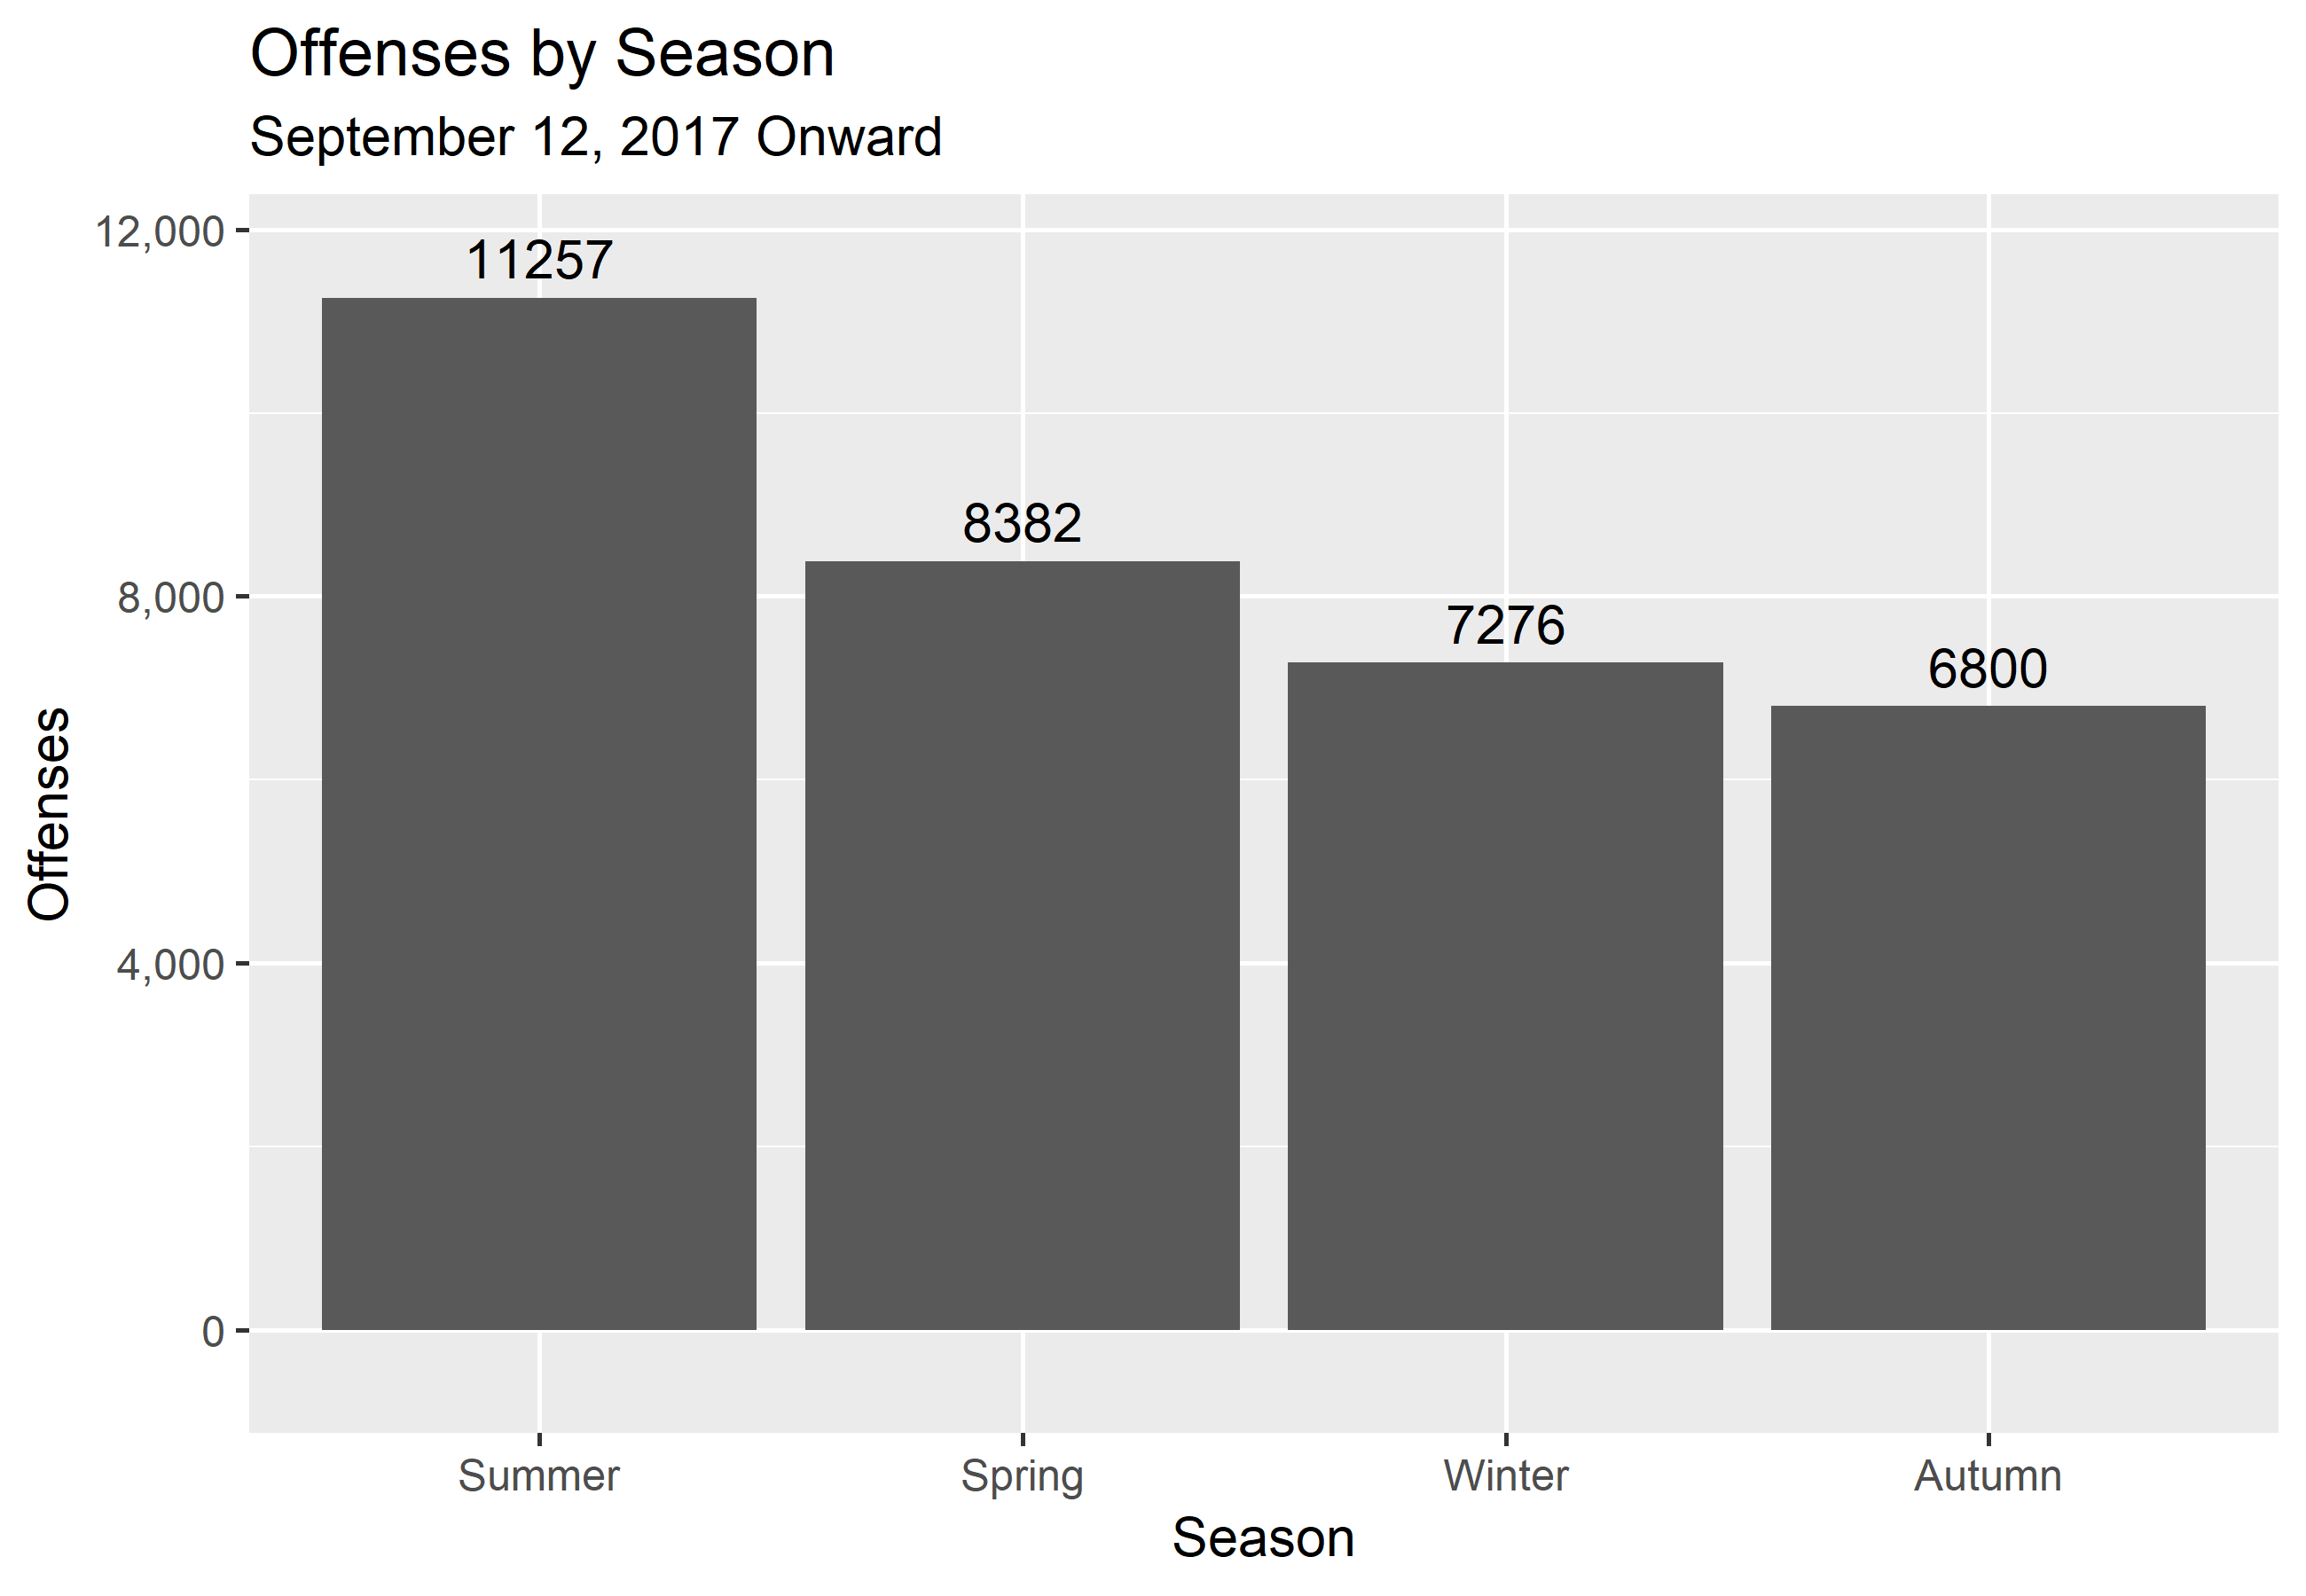 Offenses by Season
September 12, 2017 Onward
12,000
8,000
4,000
0
Offenses
11257
8382
7276
6800
Summer Spring Winter Autumn
Season